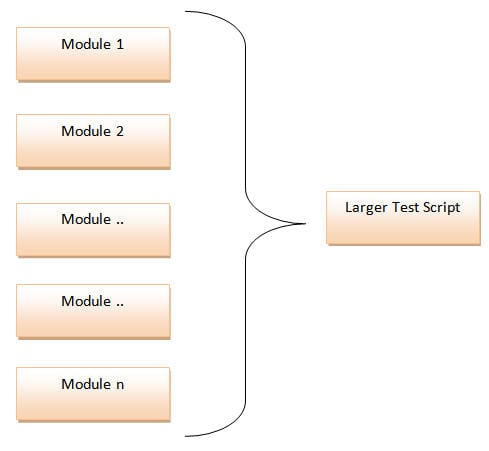 Module 1
Module 2
Module ..
Module ..
Module n
Larger Test Script